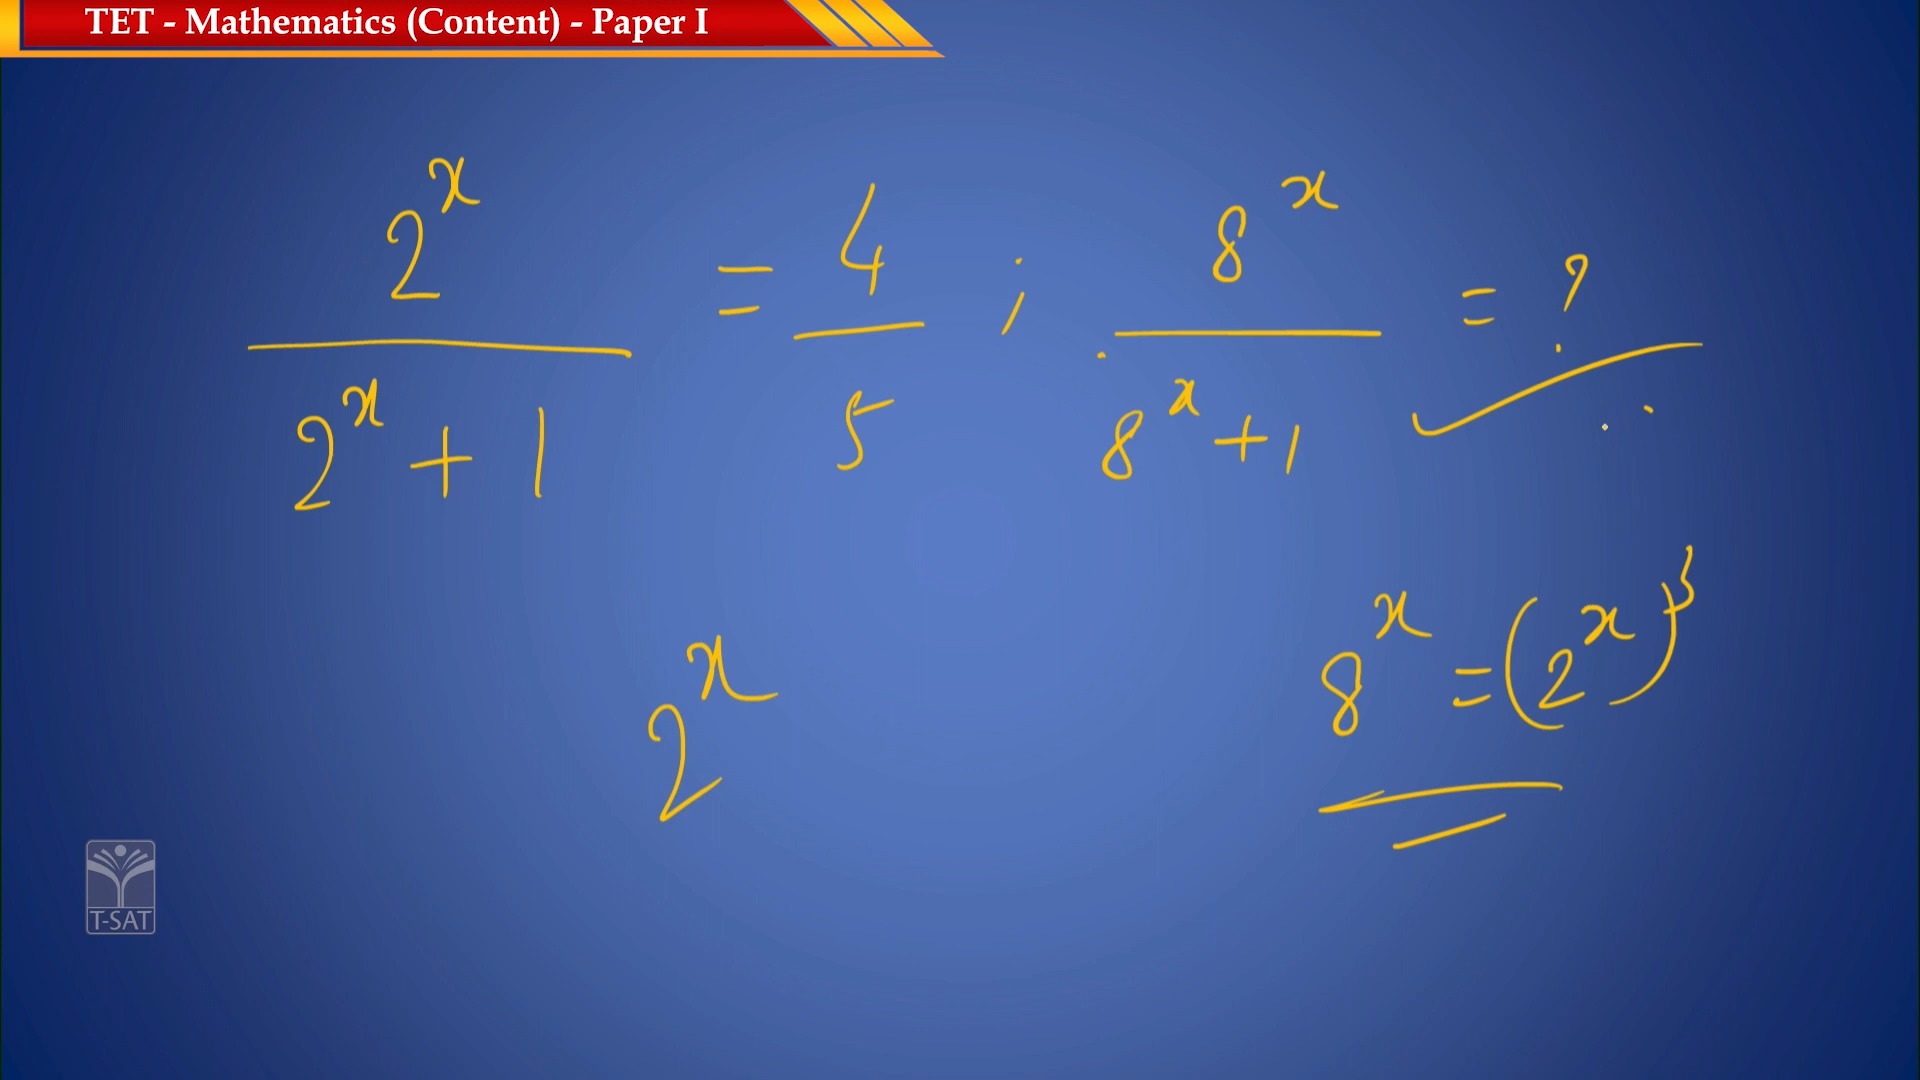 TET - Mathematics (Content) - Paper I
2^x / (2^x + 1) = 4/5 ; 8^x / (8^x + 1) = ?
2^x
8^x = (2^x)^3
T-SAT